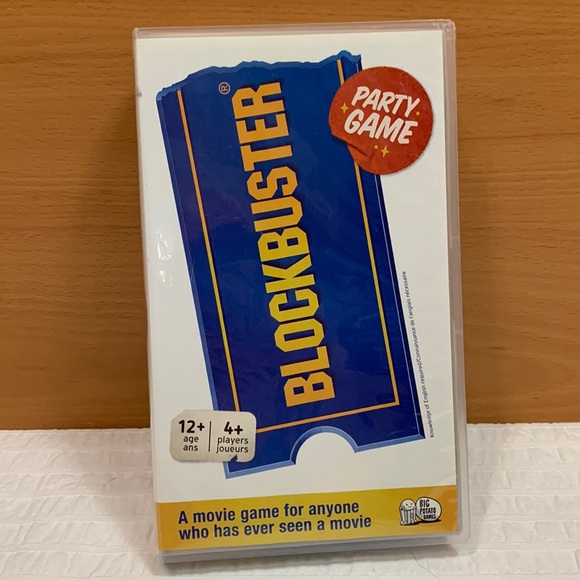 PARTY
GAME
BLOCKBUSTER®
Knowledge of English required/Connaissance de l'anglais nécessaire
12+
age
ans
4+
players
joueurs
A movie game for anyone
who has ever seen a movie
BIG
POTATO
GAMES